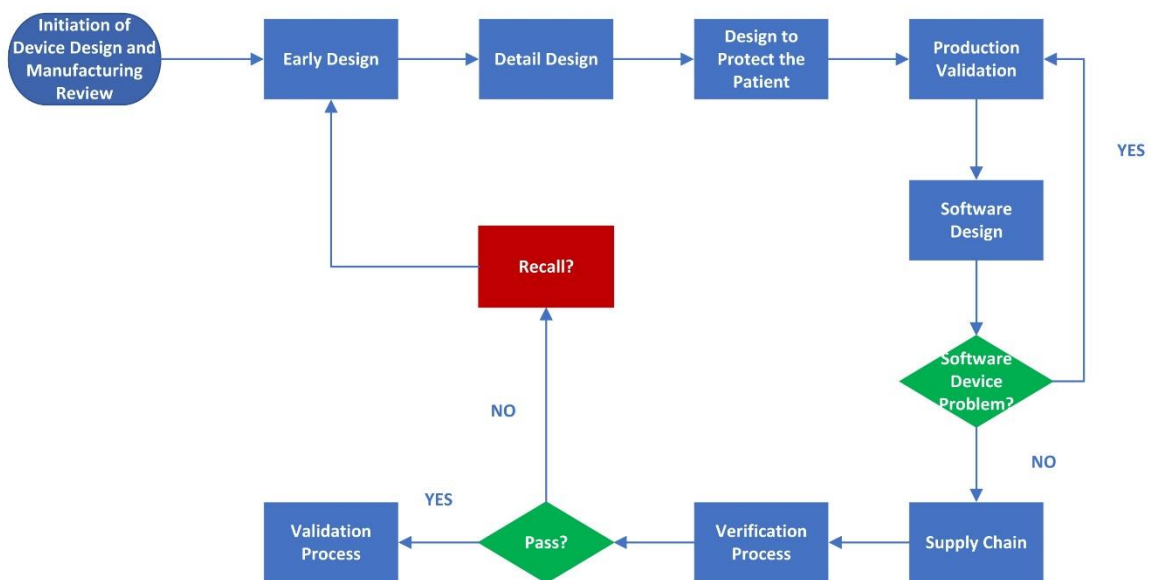 Initiation of
Device Design and
Manufacturing
Review
Early Design
Detail Design
Design to
Protect the
Patient
Production
Validation
YES
Software
Design
Recall?
Software
Device
Problem?
NO
NO
YES
Validation
Process
Pass?
Verification
Process
Supply Chain